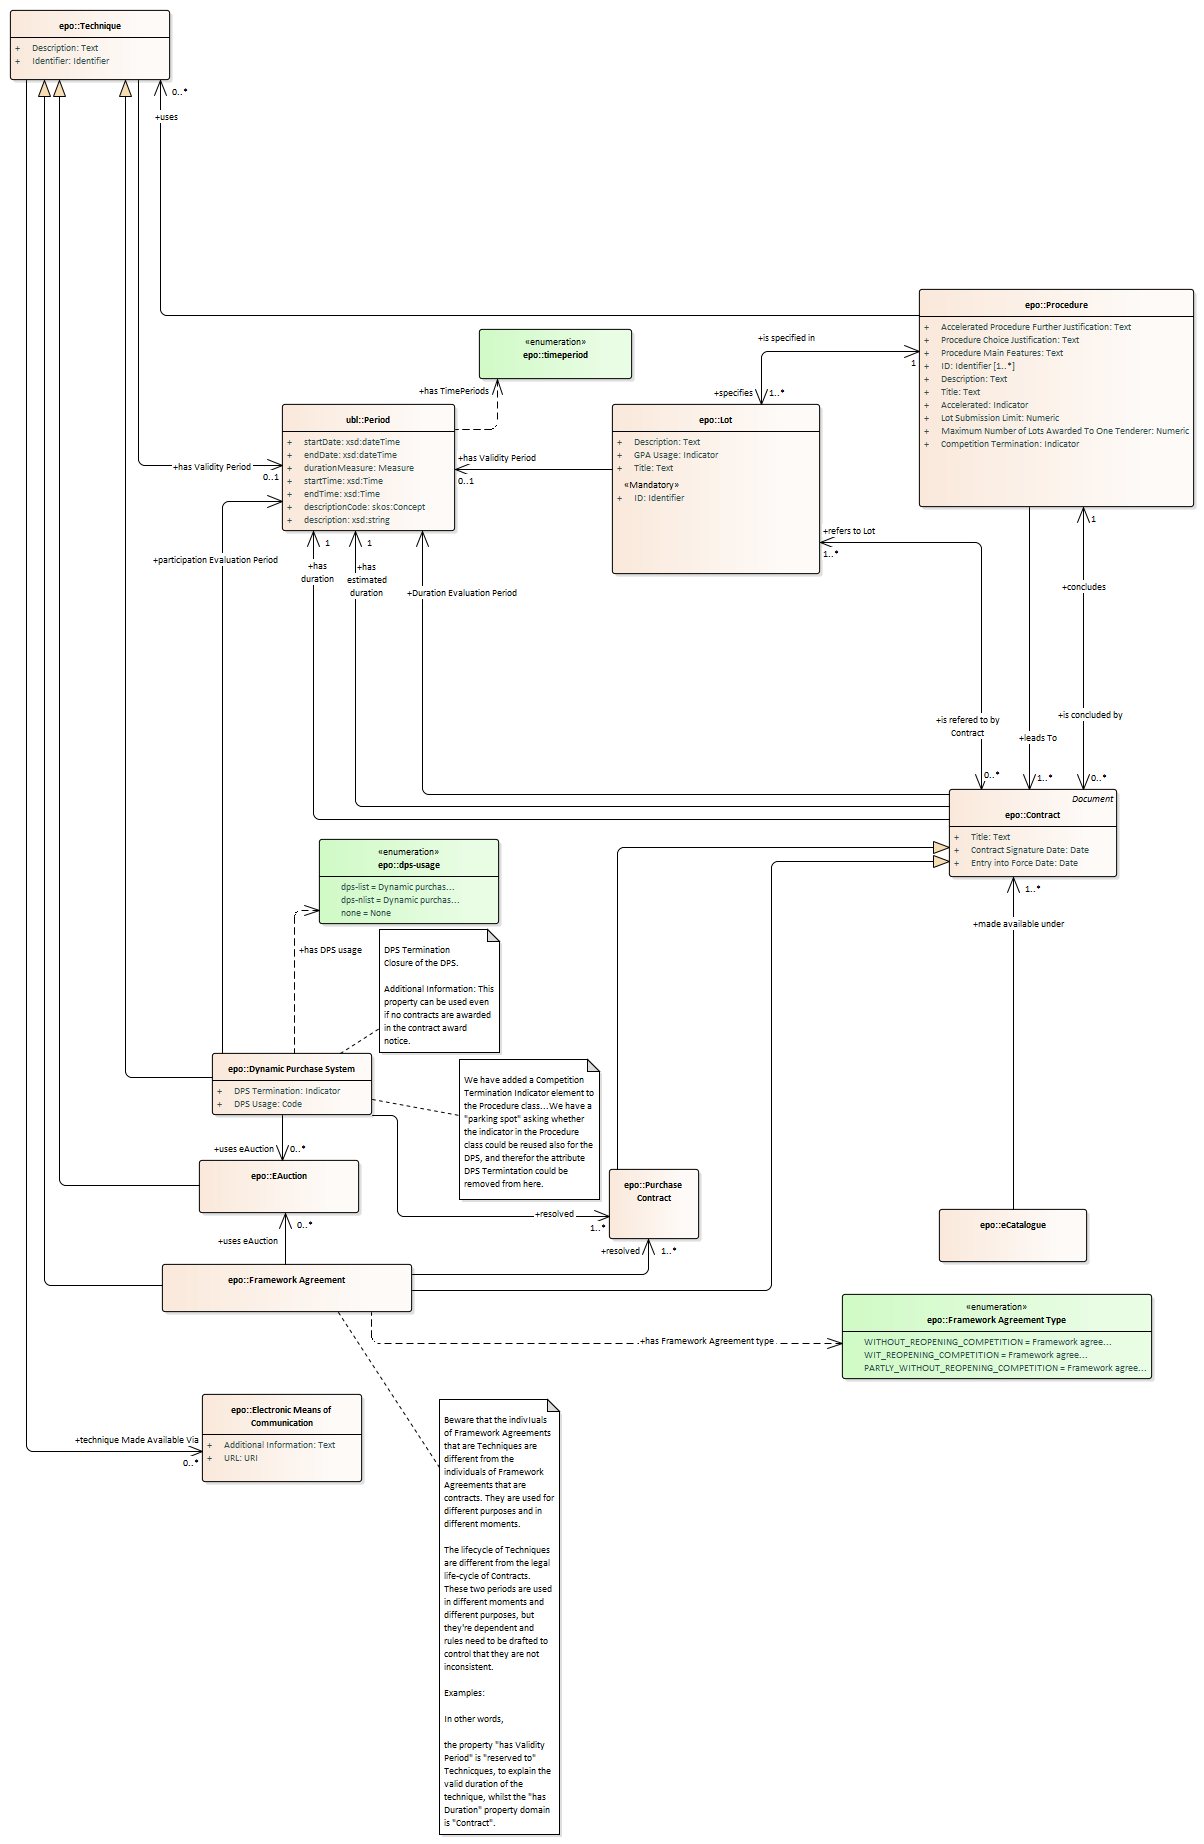 epo::Technique
+ Description: Text
+ Identifier: Identifier
0..*
+uses
epo::Procedure
+ Accelerated Procedure Further Justification: Text
+ Procedure Choice Justification: Text
+ Procedure Main Features: Text
+ ID: Identifier [1..*]
+ Description: Text
+ Title: Text
+ Accelerated: Indicator
+ Lot Submission Limit: Numeric
+ Maximum Number of Lots Awarded To One Tenderer: Numeric
+ Competition Termination: Indicator
«enumeration»
epo::timeperiod
+is specified in
1
+has TimePeriods
+specifies
1..*
ubl::Period
+ startDate: xsd:dateTime
+ endDate: xsd:dateTime
+ durationMeasure: Measure
+ startTime: xsd:Time
+ endTime: xsd:Time
+ descriptionCode: skos:Concept
+ description: xsd:string
epo::Lot
+ Description: Text
+ GPA Usage: Indicator
+ Title: Text
«Mandatory»
+ ID: Identifier
+has Validity Period
0..1
+has Validity Period
0..1
+refers to Lot
1..*
1
+concludes
+participation Evaluation Period
1
+has
duration
1
+has
estimated
duration
+Duration Evaluation Period
+is refered to by
Contract
0..*
+leads To
1..*
+is concluded by
0..*
Document
epo::Contract
+ Title: Text
+ Contract Signature Date: Date
+ Entry into Force Date: Date
1..*
+made available under
«enumeration»
epo::dps-usage
dps-list = Dynamic purchas...
dps-nlist = Dynamic purchas...
none = None
+has DPS usage
DPS Termination
Closure of the DPS.
Additional Information: This
property can be used even
if no contracts are awarded
in the contract award
notice.
epo::Dynamic Purchase System
+ DPS Termination: Indicator
+ DPS Usage: Code
We have added a Competition
Termination Indicator element to
the Procedure class...We have a
"parking spot" asking whether
the indicator in the Procedure
class could be reused also for the
DPS, and therefor the attribute
DPS Termintation could be
removed from here.
+uses eAuction
0..*
epo::EAuction
epo::Purchase
Contract
+resolved
1..*
0..*
+uses eAuction
+resolved
1..*
epo::eCatalogue
epo::Framework Agreement
«enumeration»
epo::Framework Agreement Type
WITHOUT_REOPENING_COMPETITION = Framework agree...
WIT_REOPENING_COMPETITION = Framework agree...
PARTLY_WITHOUT_REOPENING_COMPETITION = Framework agree...
+has Framework Agreement type
epo::Electronic Means of
Communication
+ Additional Information: Text
+ URL: URI
+technique Made Available Via
0..*
Beware that the indivIuals
of Framework Agreements
that are Techniques are
different from the
individuals of Framework
Agreements that are
contracts. They are used for
different purposes and in
different moments.
The lifecycle of Techniques
are different from the legal
life-cycle of Contracts.
These two periods are used
in different moments and
different purposes, but
they're dependent and
rules need to be drafted to
control that they are not
inconsistent.
Examples:
In other words,
the property "has Validity
Period" is "reserved to"
Technicques, to explain the
valid duration of the
technique, whilst the "has
Duration" property domain
is "Contract".